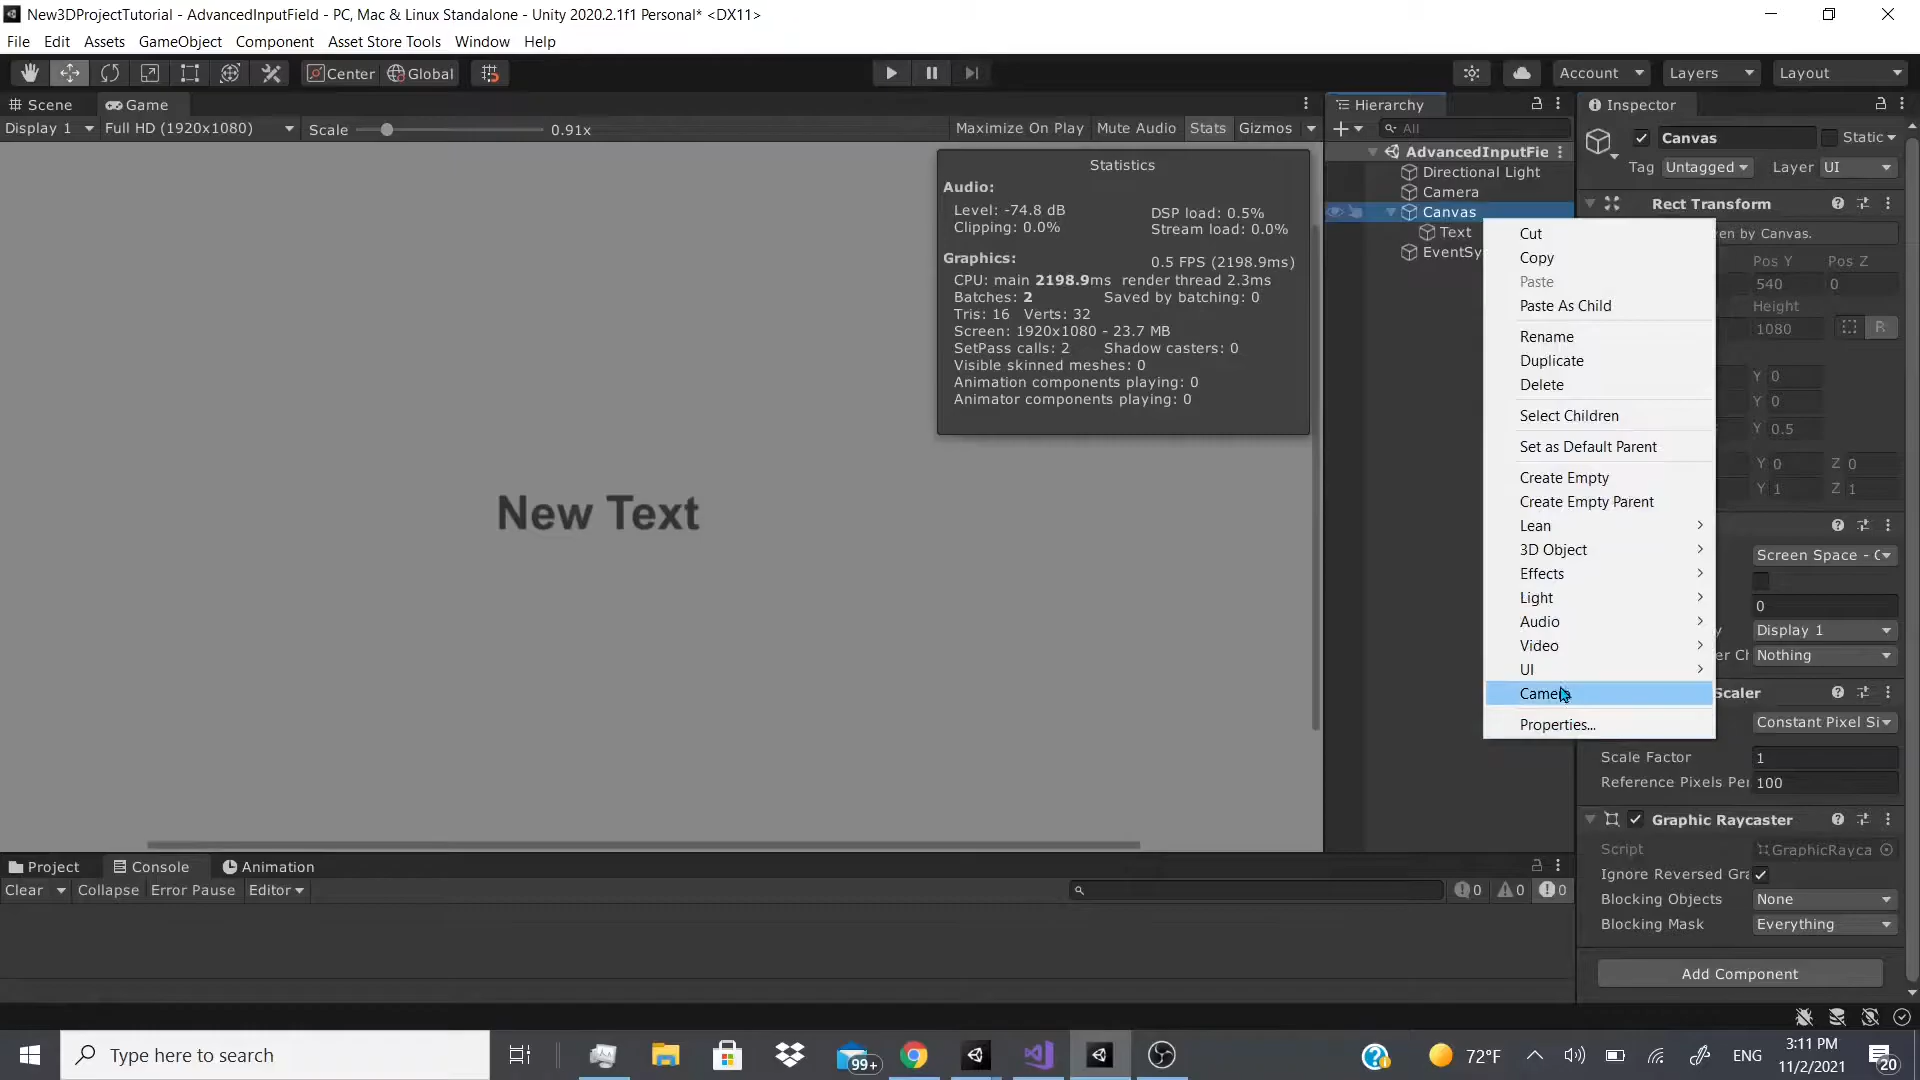 New3DProjectTutorial - AdvancedInputField - PC, Mac & Linux Standalone - Unity 2020.2.1f1 Personal* <DX11>
File Edit Assets GameObject Component Asset Store Tools Window Help
Center Global Account Layers Layout
Scene Game
Display 1 Full HD (1920x1080) Scale 0.91x Maximize On Play Mute Audio Stats Gizmos
Statistics
Audio:
Level: -74.8 dB DSP load: 0.5%
Clipping: 0.0% Stream load: 0.0%
Graphics: 0.5 FPS (2198.9ms)
CPU: main 2198.9ms render thread 2.3ms
Batches: 2 Saved by batching: 0
Tris: 16 Verts: 32
Screen: 1920x1080 - 23.7 MB
SetPass calls: 2 Shadow casters: 0
Visible skinned meshes: 0
Animation components playing: 0
Animator components playing: 0
New Text
Hierarchy
All
AdvancedInputFie
Directional Light
Camera
Canvas
Text
EventSy
Cut
Copy
Paste
Paste As Child
Rename
Duplicate
Delete
Select Children
Set as Default Parent
Create Empty
Create Empty Parent
Lean
3D Object
Effects
Light
Audio
Video
UI
Camera
Properties...
Inspector
Canvas Static
Tag Untagged Layer UI
Rect Transform
en by Canvas.
Pos Y Pos Z
540 0
Height
1080 R
Y 0
Y 0
Y 0.5
Y 0 Z 0
Y 1 Z 1
Screen Space - 
0
y Display 1
er Ch Nothing
Scaler
Constant Pixel Si
Scale Factor 1
Reference Pixels Per 100
Graphic Raycaster
Script GraphicRayca
Ignore Reversed Gra
Blocking Objects None
Blocking Mask Everything
Add Component
Project Console Animation
Clear Collapse Error Pause Editor 0 0 0
Type here to search
99+
72°F ENG
3:11 PM
11/2/2021
20